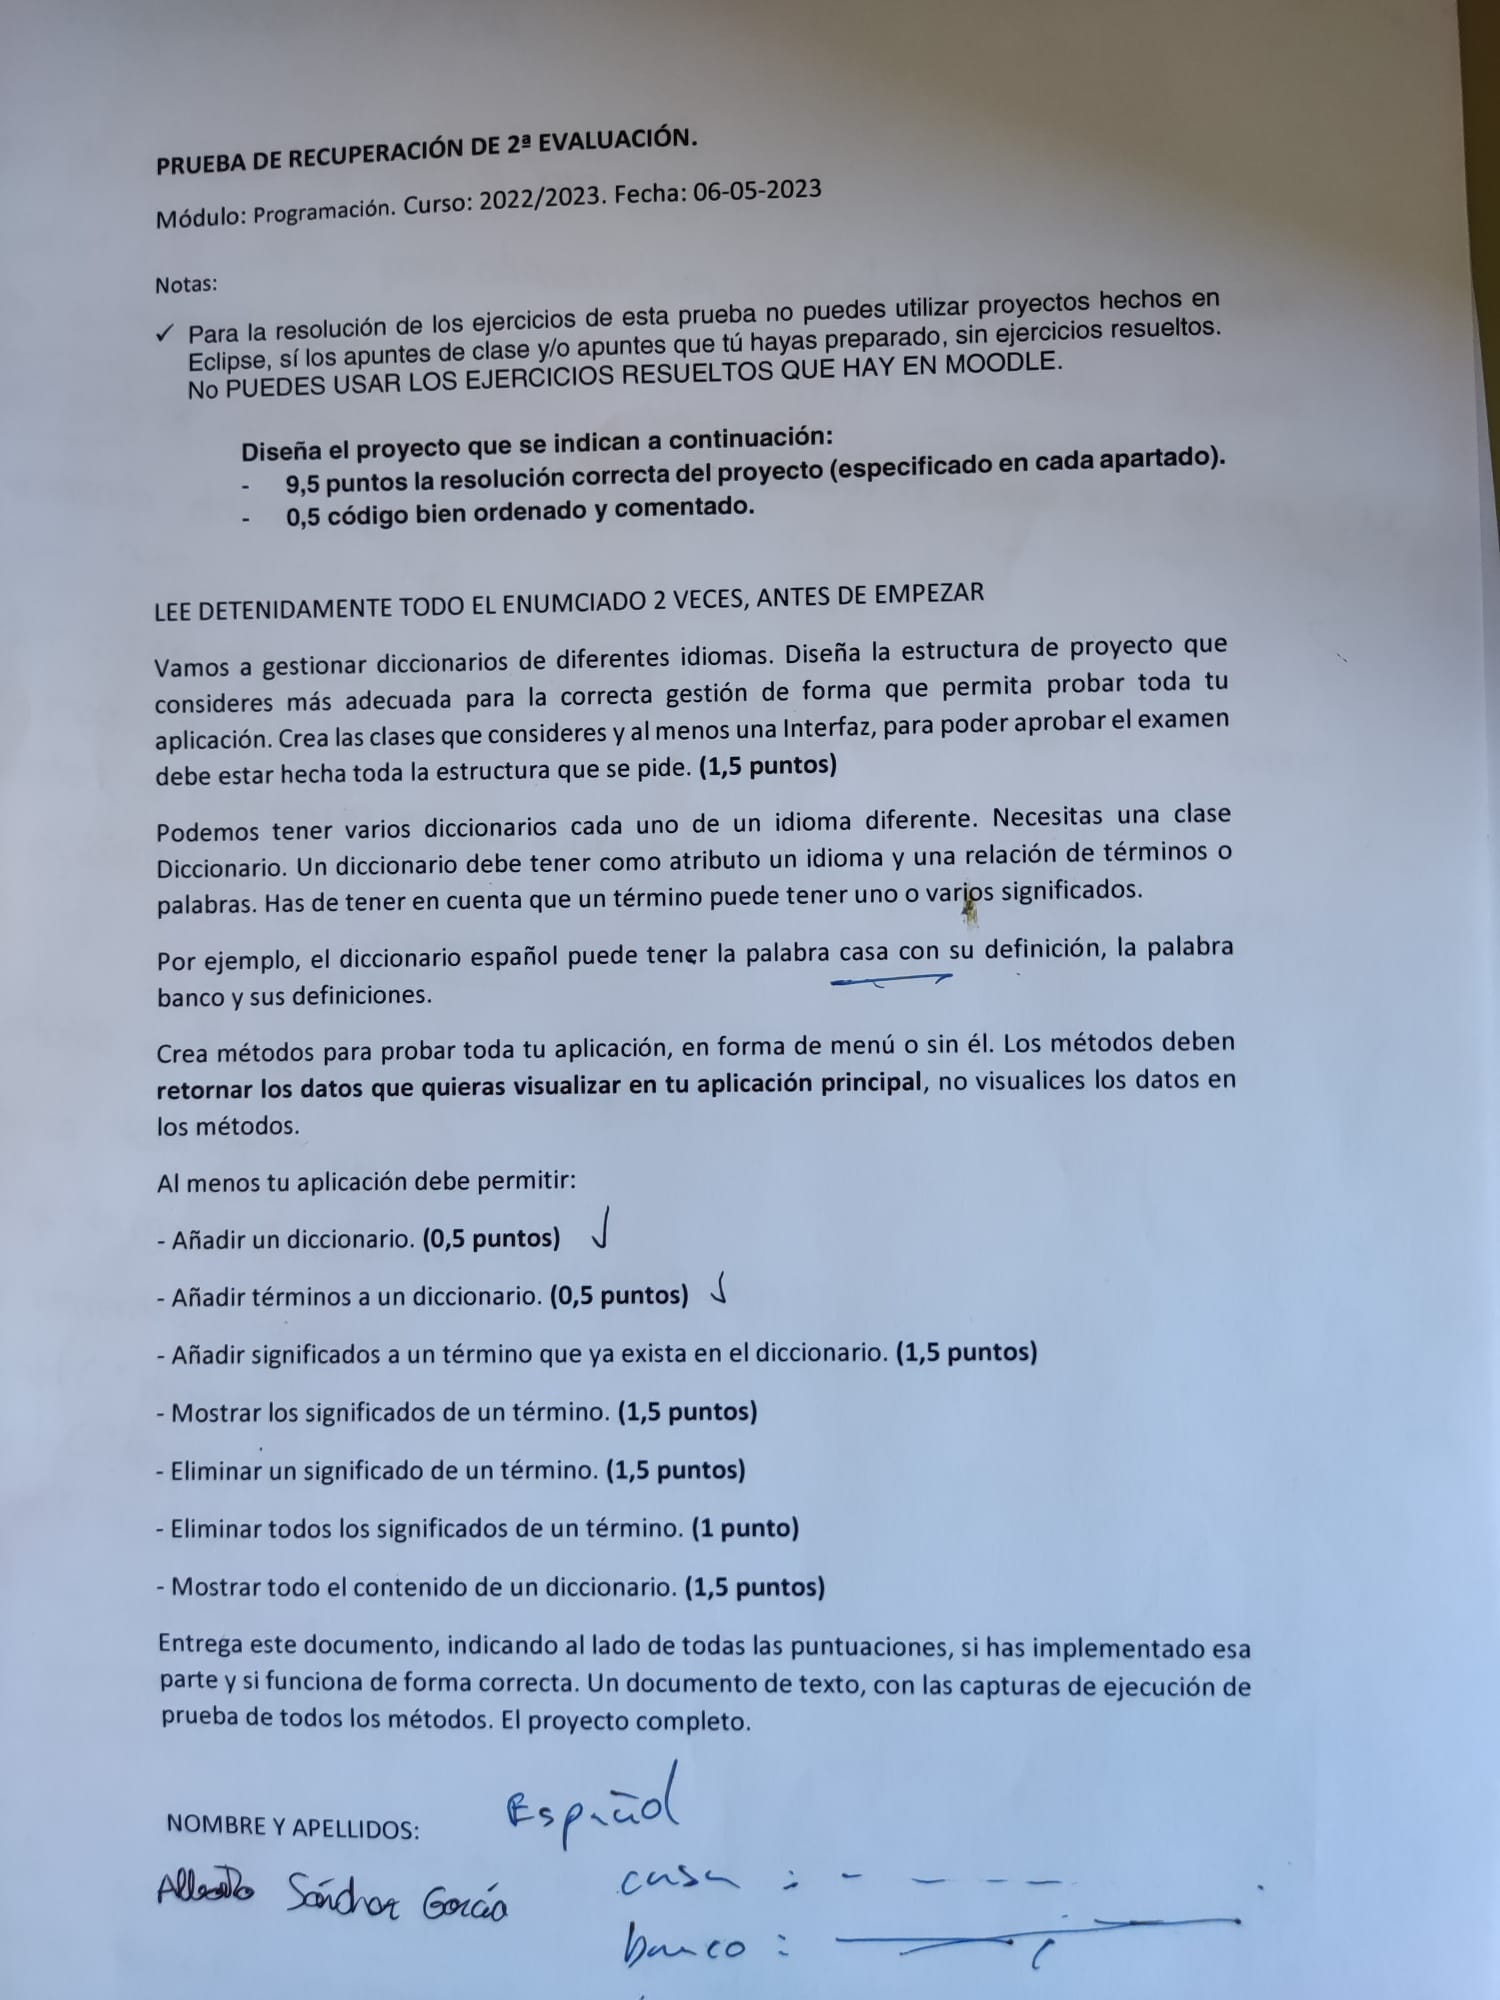 PRUEBA DE RECUPERACIÓN DE 2ª EVALUACIÓN.
Módulo: Programación. Curso: 2022/2023. Fecha: 06-05-2023
Notas:
✓ Para la resolución de los ejercicios de esta prueba no puedes utilizar proyectos hechos en
Eclipse, sí los apuntes de clase y/o apuntes que tú hayas preparado, sin ejercicios resueltos.
No PUEDES USAR LOS EJERCICIOS RESUELTOS QUE HAY EN MOODLE.
Diseña el proyecto que se indican a continuación:
- 9,5 puntos la resolución correcta del proyecto (especificado en cada apartado).
- 0,5 código bien ordenado y comentado.
LEE DETENIDAMENTE TODO EL ENUMCIADO 2 VECES, ANTES DE EMPEZAR
Vamos a gestionar diccionarios de diferentes idiomas. Diseña la estructura de proyecto que
consideres más adecuada para la correcta gestión de forma que permita probar toda tu
aplicación. Crea las clases que consideres y al menos una Interfaz, para poder aprobar el examen
debe estar hecha toda la estructura que se pide. (1,5 puntos)
Podemos tener varios diccionarios cada uno de un idioma diferente. Necesitas una clase
Diccionario. Un diccionario debe tener como atributo un idioma y una relación de términos o
palabras. Has de tener en cuenta que un término puede tener uno o varios significados.
Por ejemplo, el diccionario español puede tener la palabra casa con su definición, la palabra
banco y sus definiciones.
Crea métodos para probar toda tu aplicación, en forma de menú o sin él. Los métodos deben
retornar los datos que quieras visualizar en tu aplicación principal, no visualices los datos en
los métodos.
Al menos tu aplicación debe permitir:
- Añadir un diccionario. (0,5 puntos)
- Añadir términos a un diccionario. (0,5 puntos)
- Añadir significados a un término que ya exista en el diccionario. (1,5 puntos)
- Mostrar los significados de un término. (1,5 puntos)
- Eliminar un significado de un término. (1,5 puntos)
- Eliminar todos los significados de un término. (1 punto)
- Mostrar todo el contenido de un diccionario. (1,5 puntos)
Entrega este documento, indicando al lado de todas las puntuaciones, si has implementado esa
parte y si funciona de forma correcta. Un documento de texto, con las capturas de ejecución de
prueba de todos los métodos. El proyecto completo.
NOMBRE Y APELLIDOS: Español
Alberto Sánchez García casa : - - - -
banco :